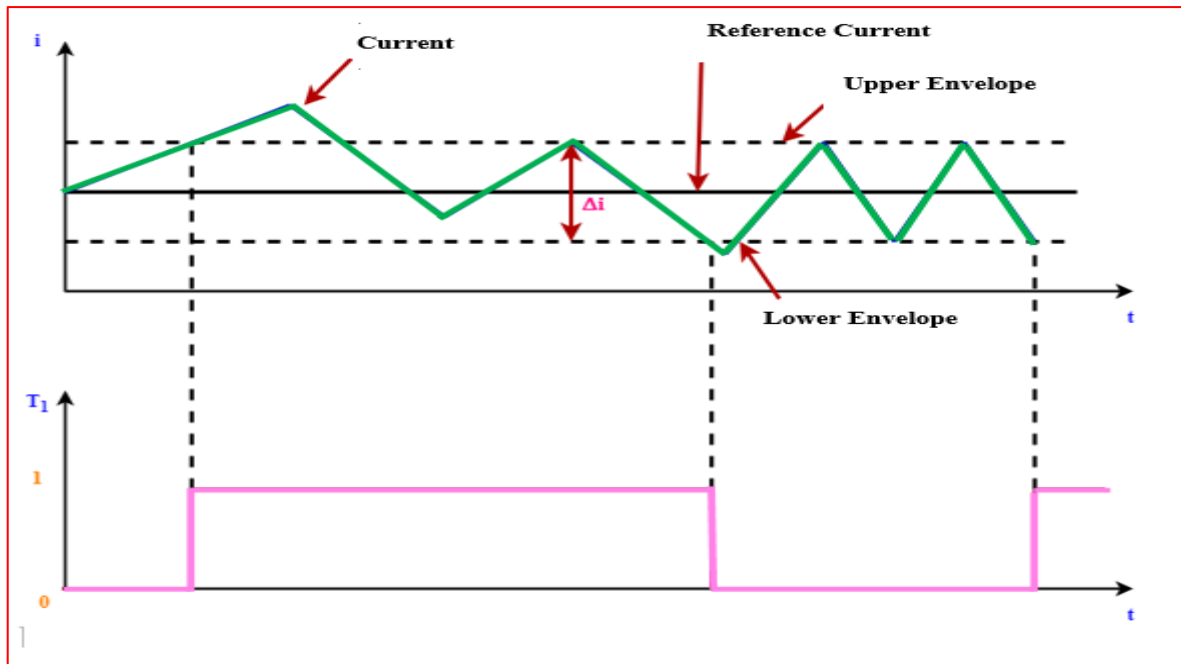 i
Current
Reference Current
Upper Envelope
Δi
Lower Envelope
t
T1
1
0
t